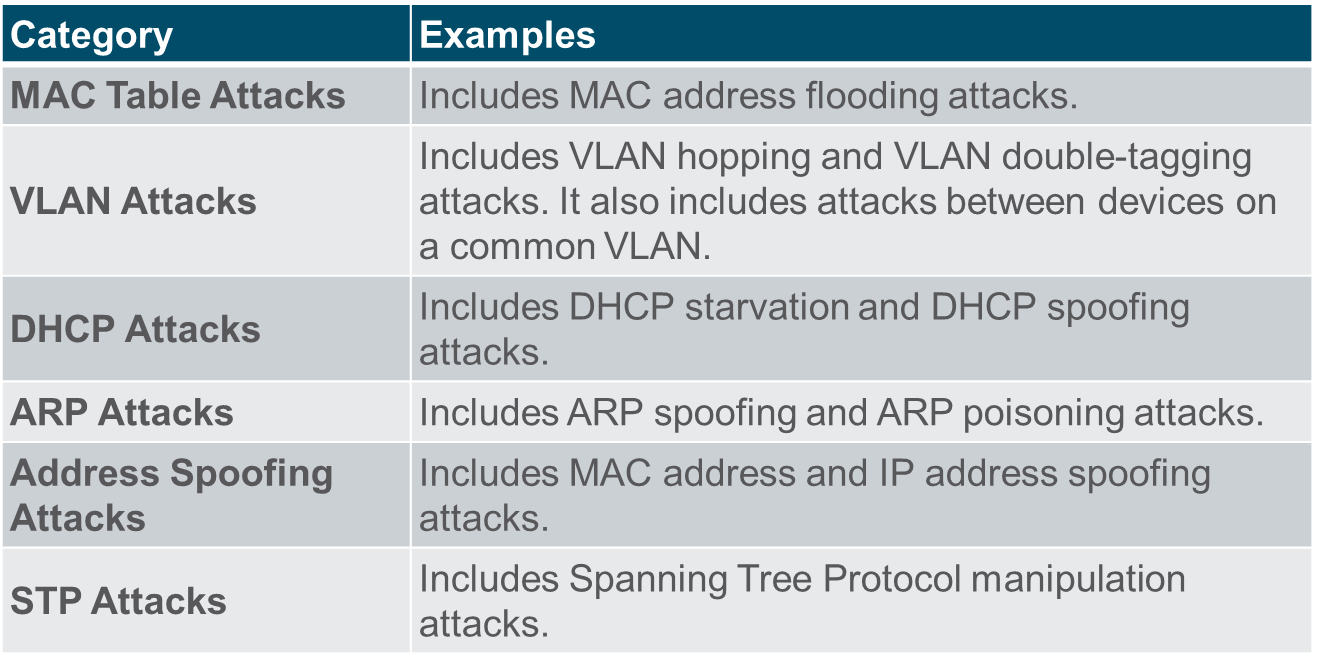 Category
Examples
MAC Table Attacks
Includes MAC address flooding attacks.
VLAN Attacks
Includes VLAN hopping and VLAN double-tagging
attacks. It also includes attacks between devices on
a common VLAN.
DHCP Attacks
Includes DHCP starvation and DHCP spoofing
attacks.
ARP Attacks
Includes ARP spoofing and ARP poisoning attacks.
Address Spoofing
Attacks
Includes MAC address and IP address spoofing
attacks.
STP Attacks
Includes Spanning Tree Protocol manipulation
attacks.